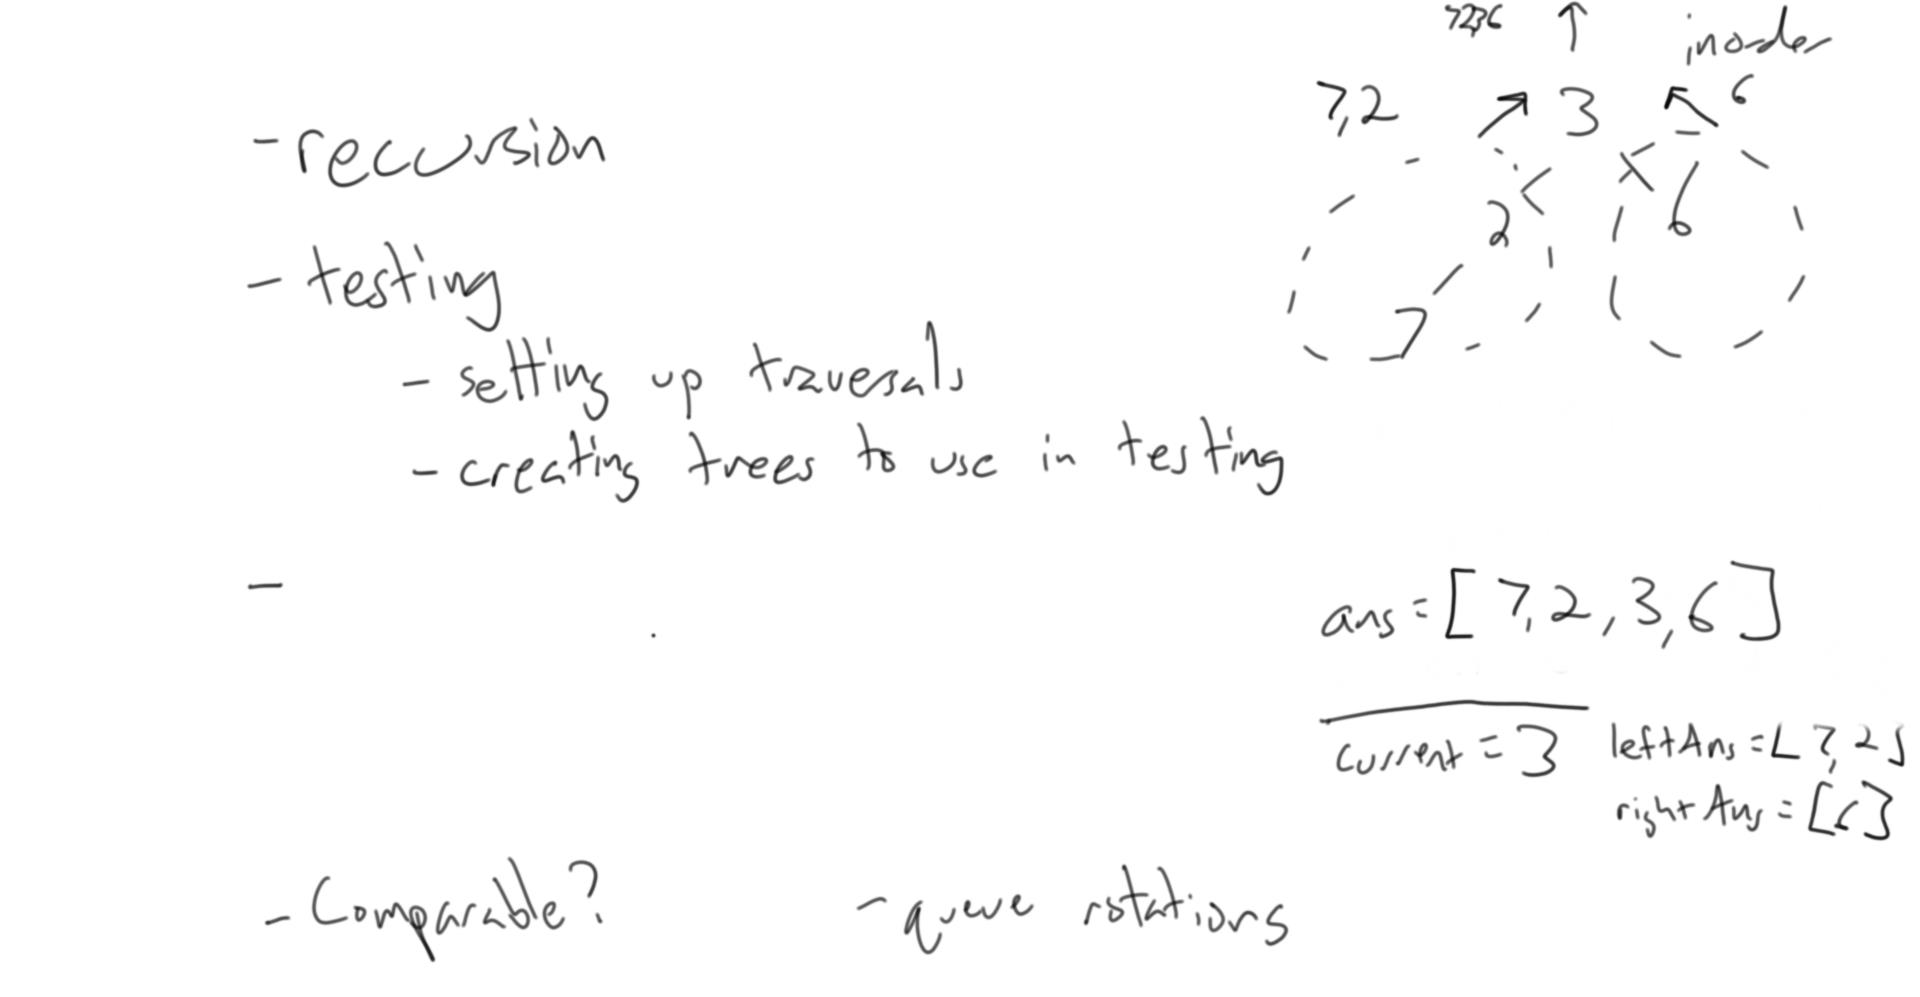 - recursion
- testing
- setting up traversals
- creating trees to use in testing
-
- Comparable?
- queue rotations
7236
inorder
7,2
3
6
2
6
7
ans = [7,2,3,6]
current = 3
leftAns = [7,2]
rightAns = [6]